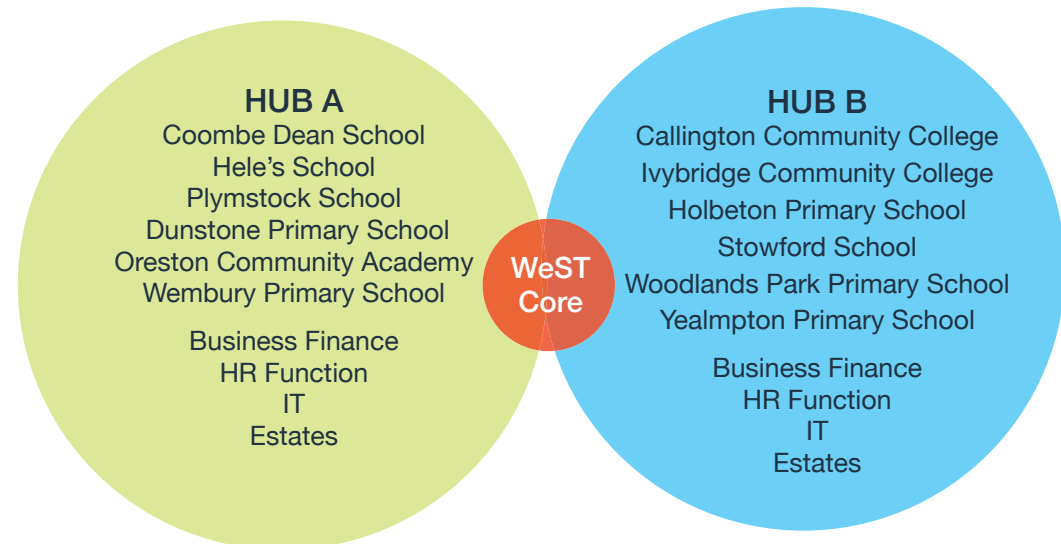 HUB A
Coombe Dean School
Hele’s School
Plymstock School
Dunstone Primary School
Oreston Community Academy
Wembury Primary School
Business Finance
HR Function
IT
Estates
WeST
Core
HUB B
Callington Community College
Ivybridge Community College
Holbeton Primary School
Stowford School
Woodlands Park Primary School
Yealmpton Primary School
Business Finance
HR Function
IT
Estates